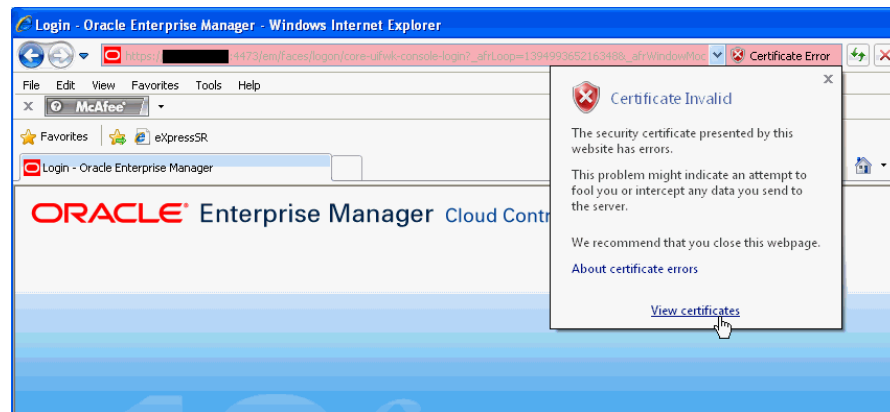 Login - Oracle Enterprise Manager - Windows Internet Explorer
https:// :4473/em/faces/logon/core-uifwk-console-login?_afrLoop=1394993652163488&_afrWindowMoc Certificate Error
File Edit View Favorites Tools Help
X McAfee
Favorites eXpressSR
Login - Oracle Enterprise Manager
ORACLE Enterprise Manager Cloud Contr
Certificate Invalid
The security certificate presented by this
website has errors.
This problem might indicate an attempt to
fool you or intercept any data you send to
the server.
We recommend that you close this webpage.
About certificate errors
View certificates